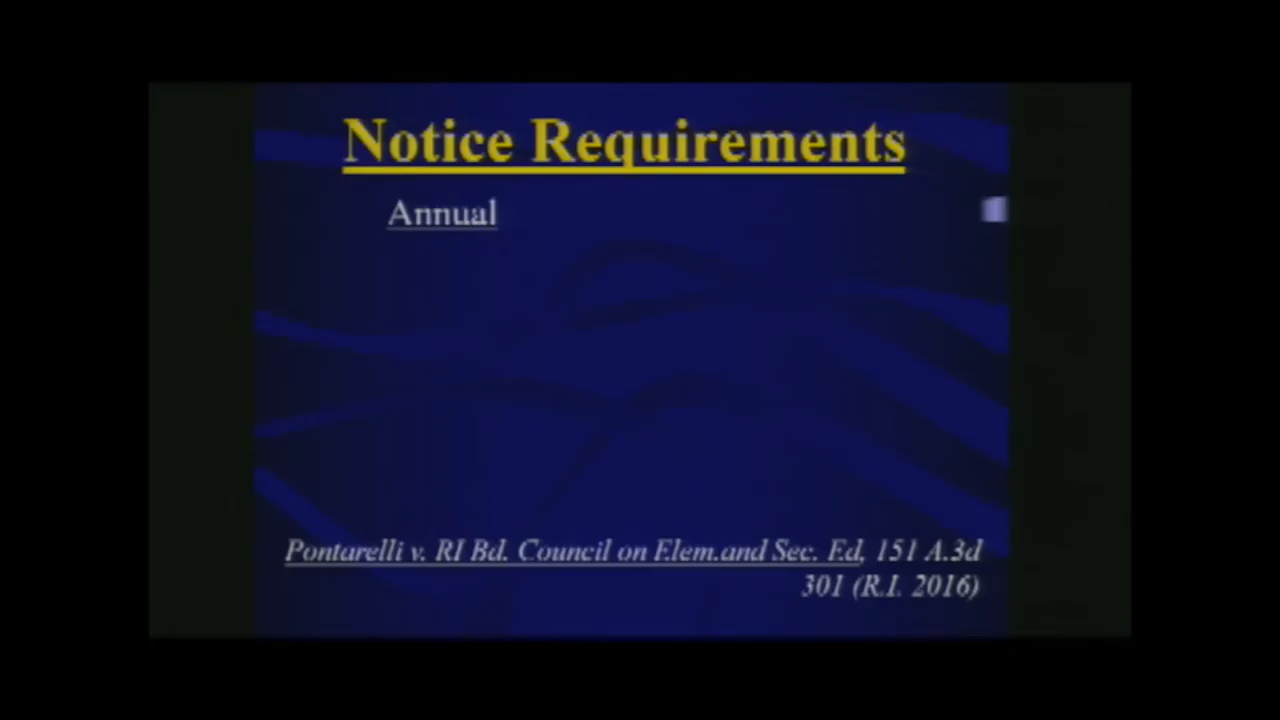 Notice Requirements
Annual
Pontarelli v. RI Bd. Council on Elem.and Sec. Ed, 151 A.3d
301 (R.I. 2016)